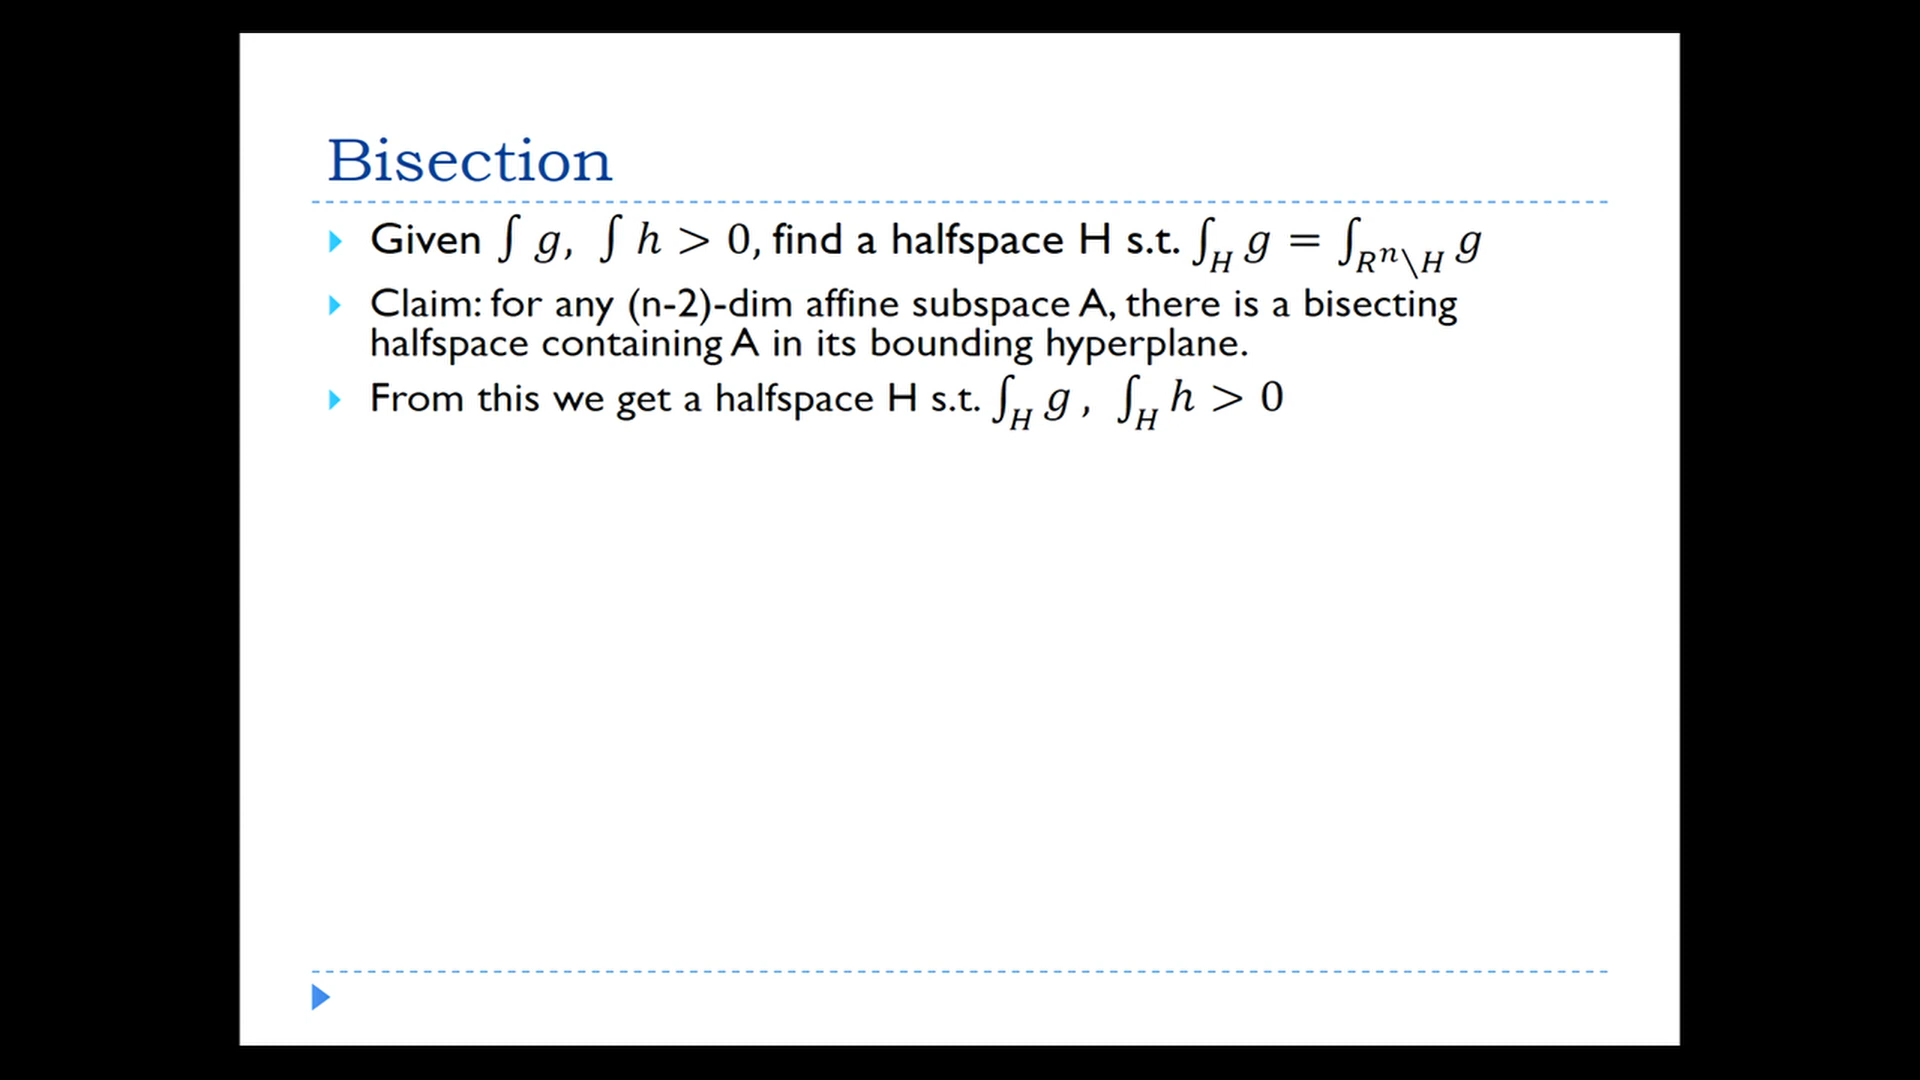 Bisection
Given ∫ g, ∫ h > 0, find a halfspace H s.t. ∫_H g = ∫_{R^n\H} g
Claim: for any (n-2)-dim affine subspace A, there is a bisecting
halfspace containing A in its bounding hyperplane.
From this we get a halfspace H s.t. ∫_H g , ∫_H h > 0